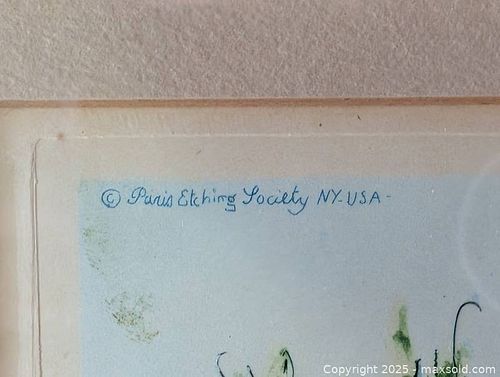 © Paris Etching Society NY-USA-
Copyright 2025 - maxsold.com